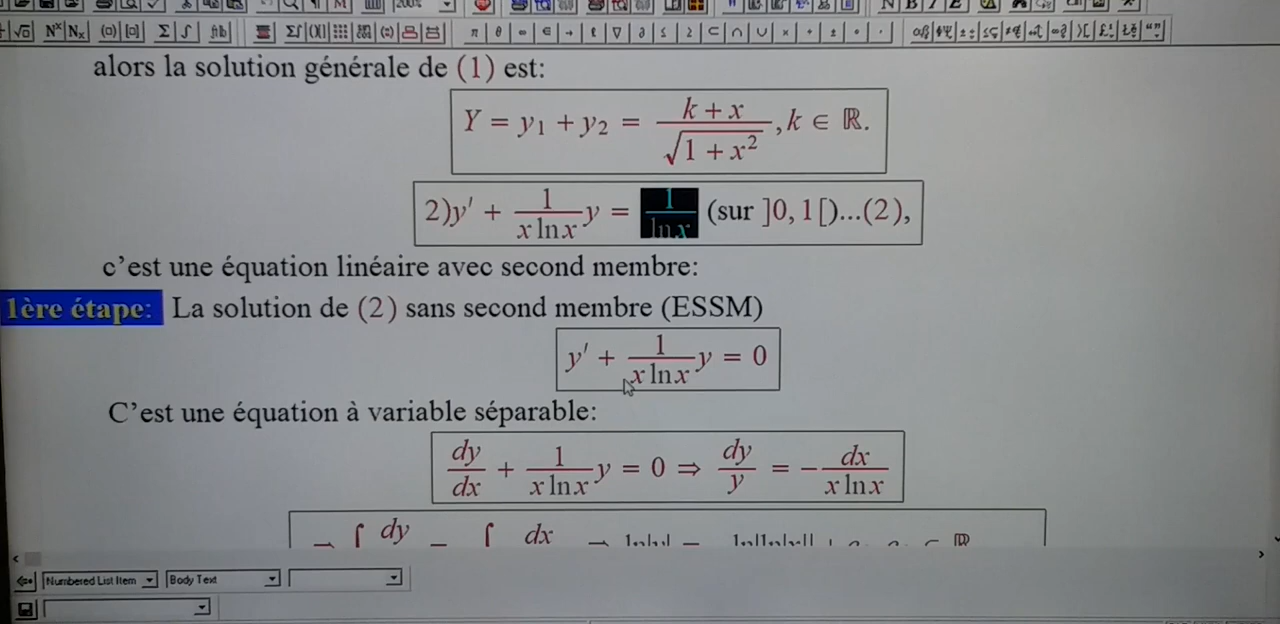 200%
alors la solution générale de (1) est:
Y = y₁ + y₂ = (k + x)/√(1 + x²), k ∈ ℝ.
2)y′ + 1/(x ln x) y = 1/ln x (sur ]0, 1[)...(2),
c’est une équation linéaire avec second membre:
1ère étape: La solution de (2) sans second membre (ESSM)
y′ + 1/(x ln x) y = 0
C’est une équation à variable séparable:
dy/dx + 1/(x ln x) y = 0 ⇒ dy/y = − dx/(x ln x)
Numbered List Item Body Text